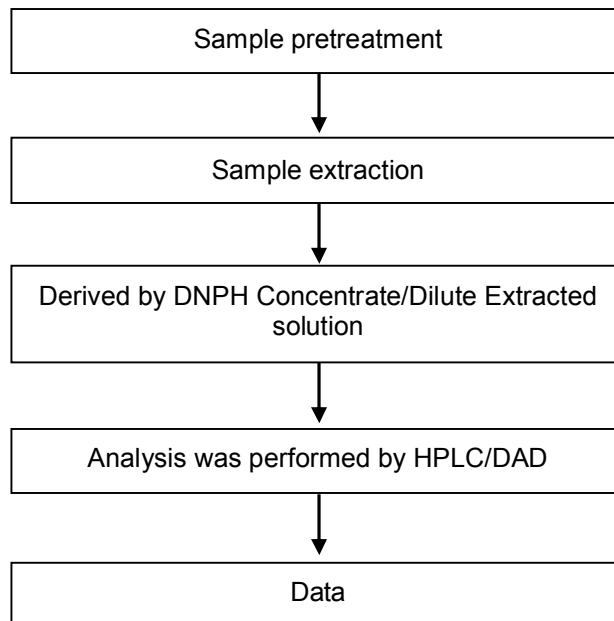 Sample pretreatment
Sample extraction
Derived by DNPH Concentrate/Dilute Extracted
solution
Analysis was performed by HPLC/DAD
Data